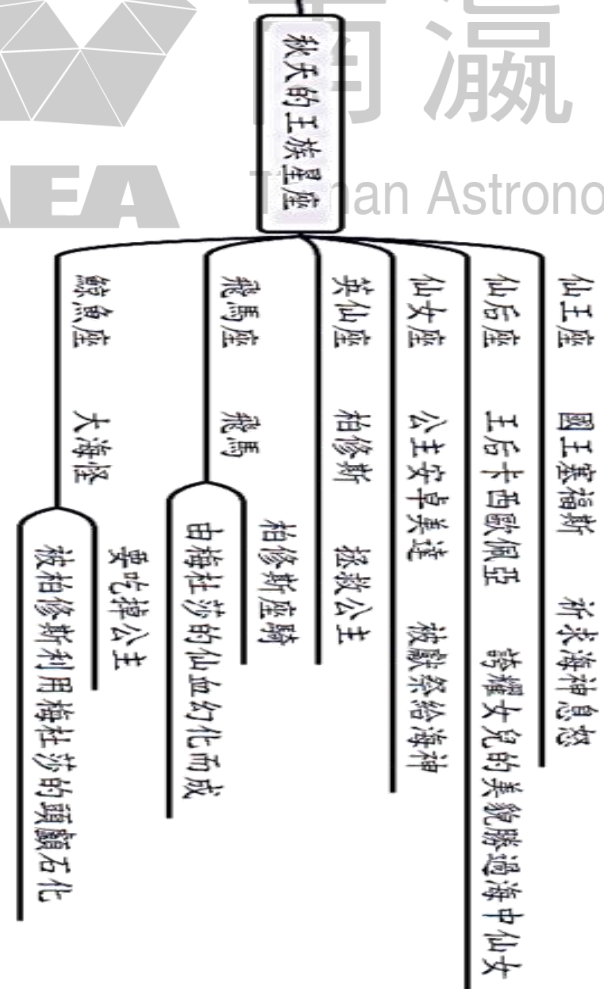 南瀛
AEA
an Astrono
秋天的王族星座
仙王座 國王塞福斯 祈求海神息怒
仙后座 王后卡西歐佩亞 誇耀女兒的美貌勝過海中仙女
仙女座 公主安卓美達 被獻祭給海神
英仙座 柏修斯 拯救公主
飛馬座 飛馬
柏修斯座騎
由梅杜莎的仙血幻化而成
鯨魚座 大海怪
要吃掉公主
被柏修斯利用梅杜莎的頭顱石化